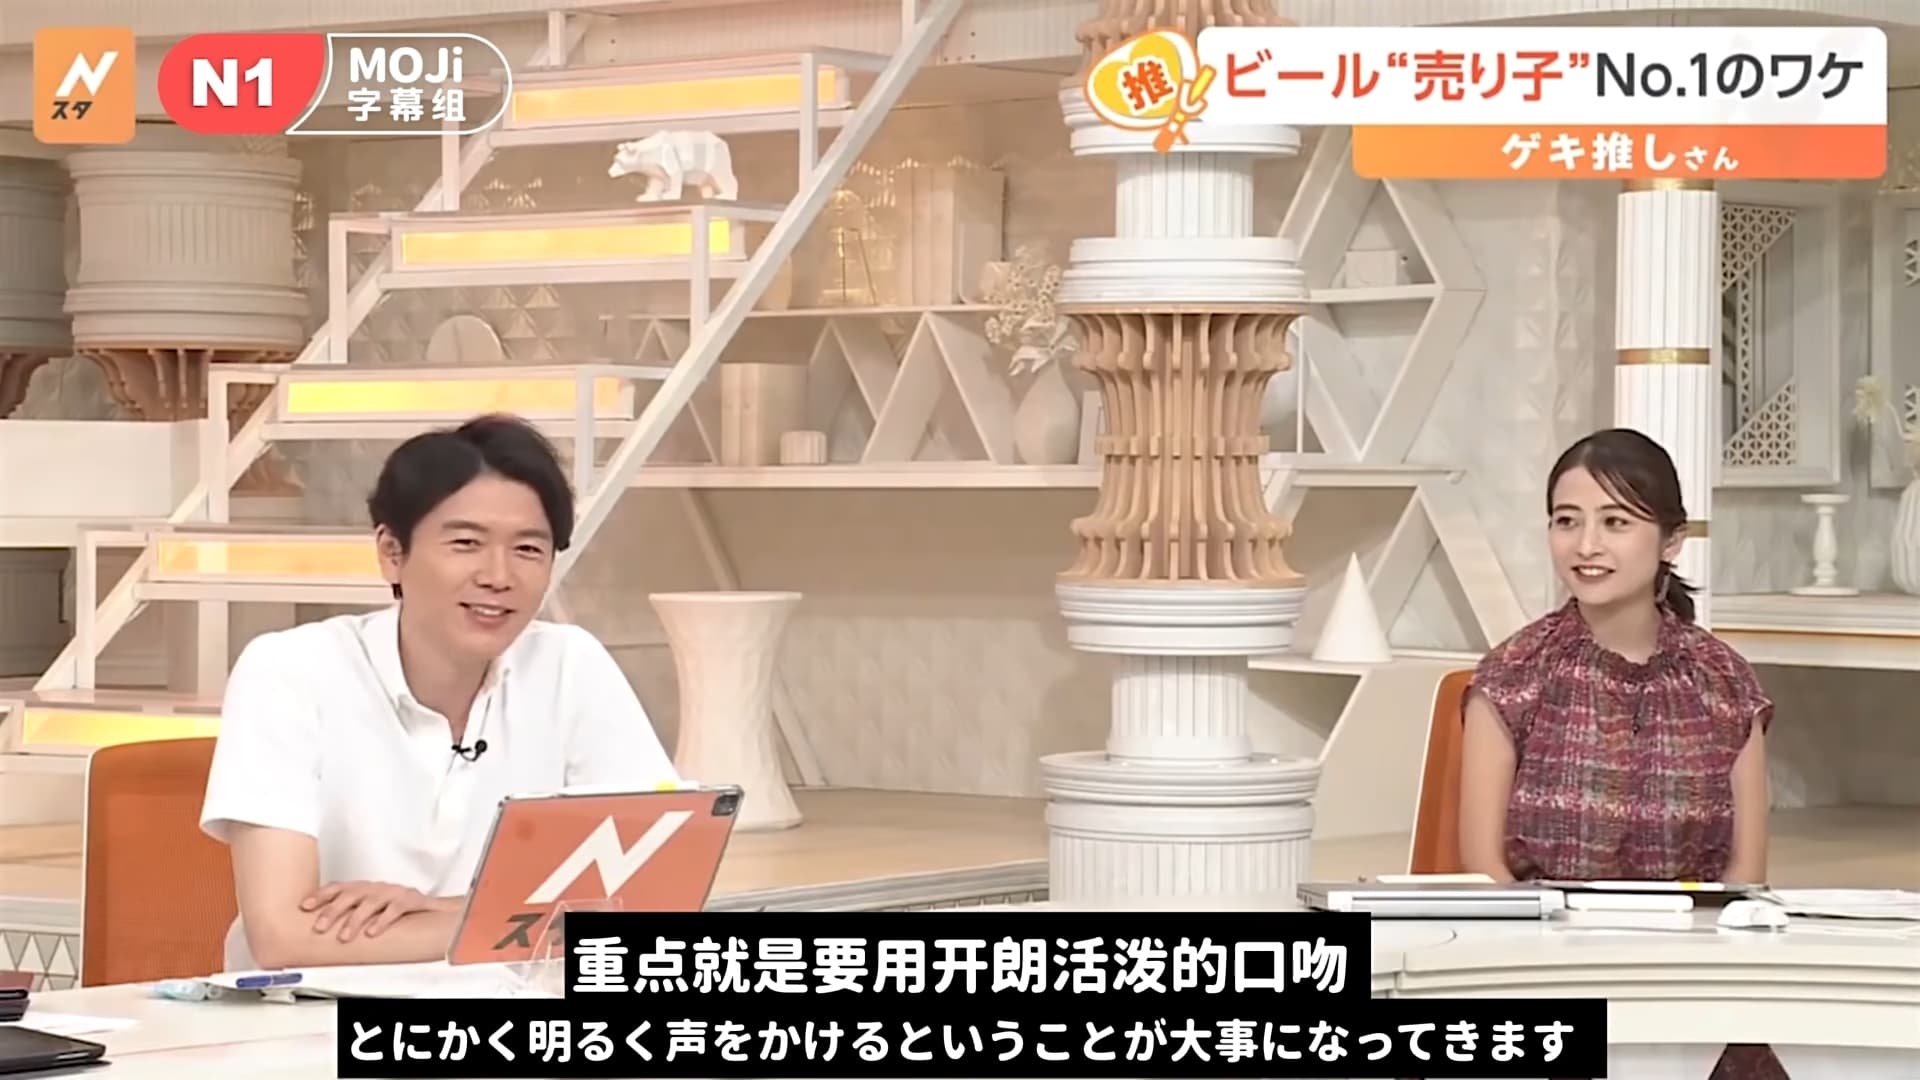 N
スタ
N1
MOJi
字幕组
推し
ビール“売り子”No.1のワケ
ゲキ推しさん
N
スタ
重点就是要用开朗活泼的口吻
とにかく明るく声をかけるということが大事になってきます